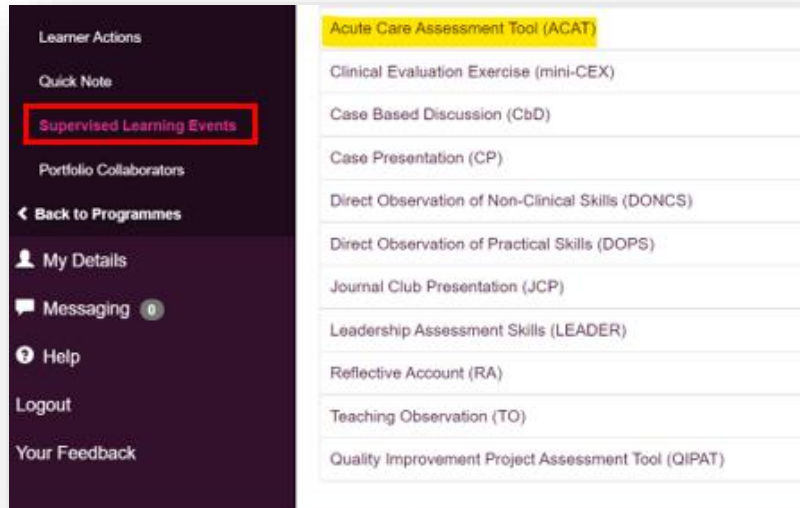 Learner Actions
Quick Note
Supervised Learning Events
Portfolio Collaborators
Back to Programmes
My Details
Messaging 0
Help
Logout
Your Feedback
Acute Care Assessment Tool (ACAT)
Clinical Evaluation Exercise (mini-CEX)
Case Based Discussion (CbD)
Case Presentation (CP)
Direct Observation of Non-Clinical Skills (DONCS)
Direct Observation of Practical Skills (DOPS)
Journal Club Presentation (JCP)
Leadership Assessment Skills (LEADER)
Reflective Account (RA)
Teaching Observation (TO)
Quality Improvement Project Assessment Tool (QIPAT)